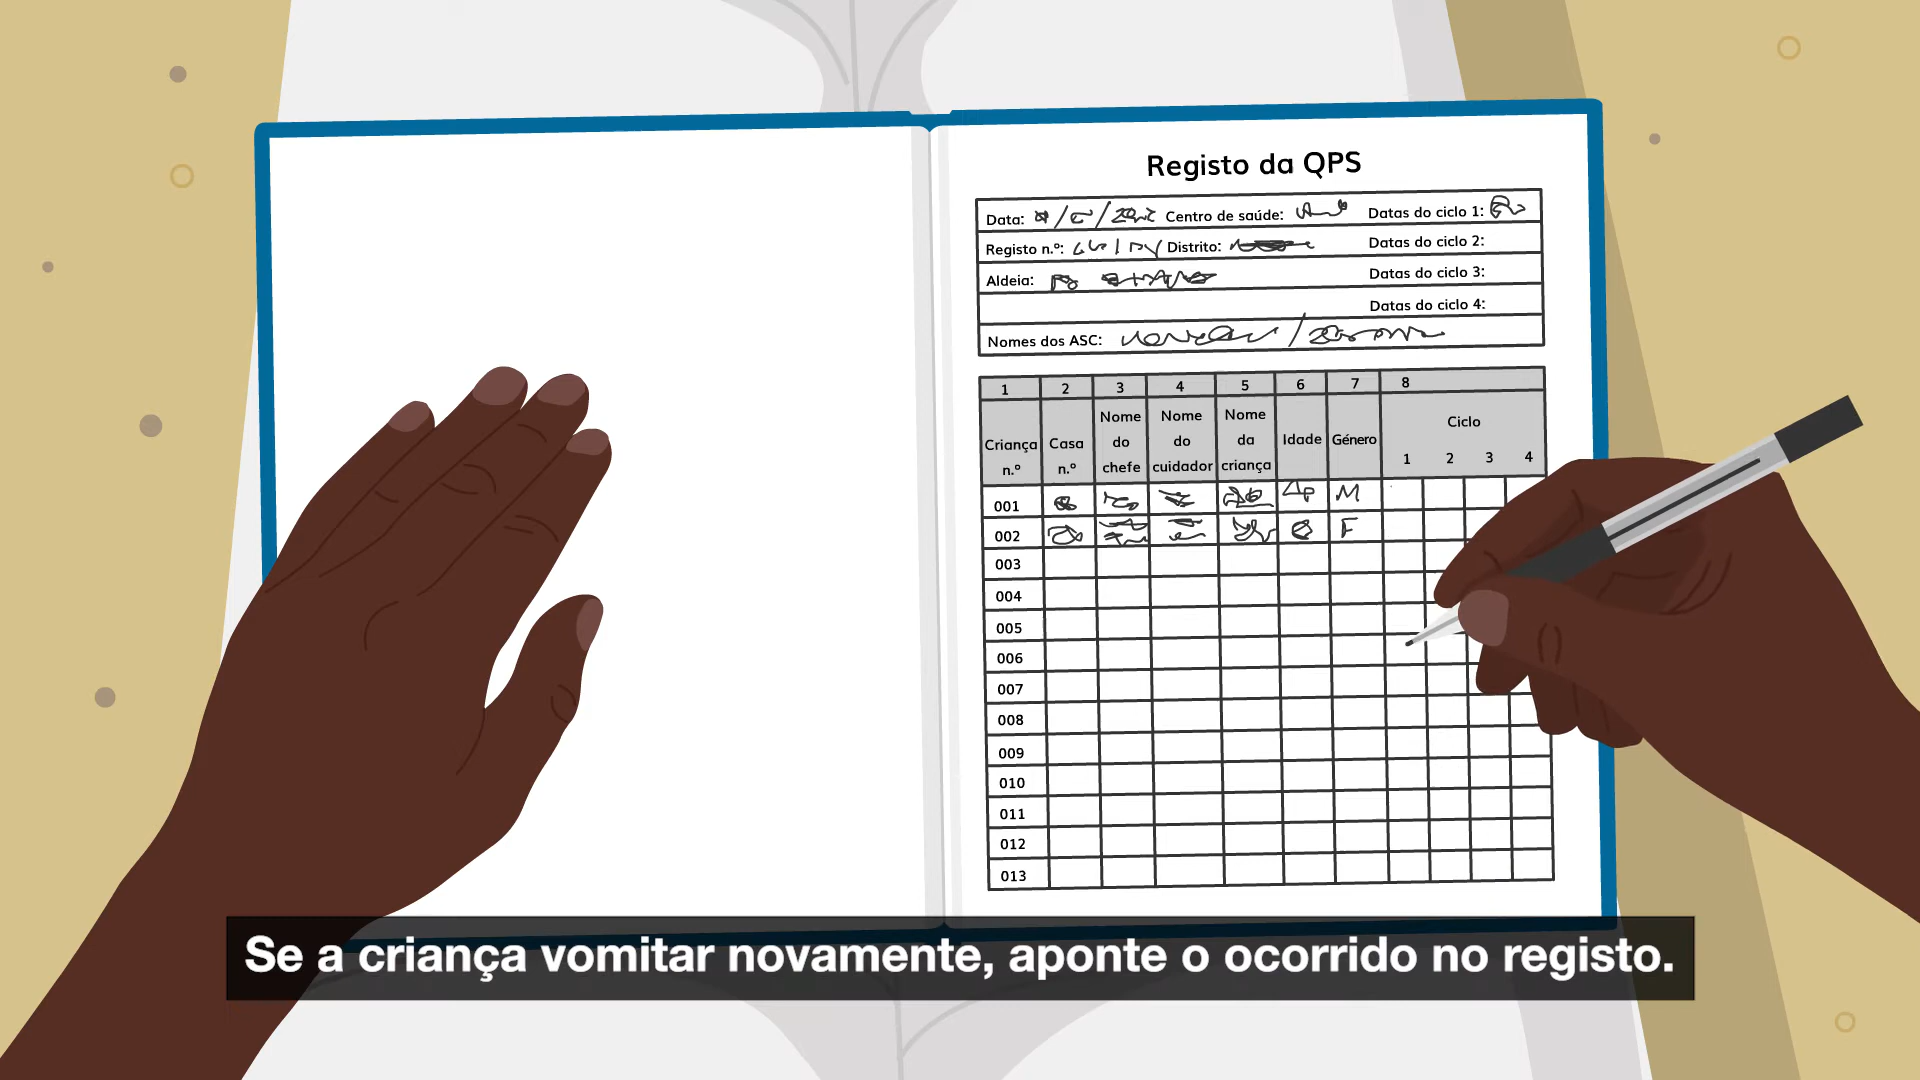 Registo da QPS
Data: Centro de saúde: Datas do ciclo 1:
Registo n.º: Distrito: Datas do ciclo 2:
Aldeia: Datas do ciclo 3:
Datas do ciclo 4:
Nomes dos ASC:
1 2 3 4 5 6 7 8
Criança n.º Casa n.º Nome do chefe Nome do cuidador Nome da criança Idade Género Ciclo
1 2 3 4
001 M
002 F
003
004
005
006
007
008
009
010
011
012
013
Se a criança vomitar novamente, aponte o ocorrido no registo.